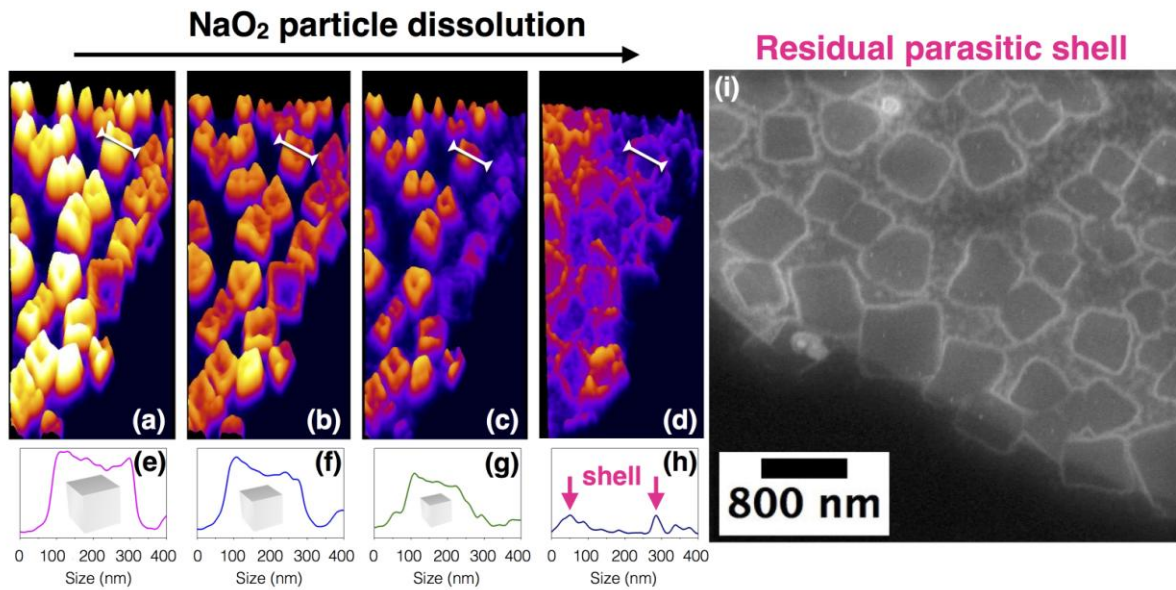 NaO₂ particle dissolution
Residual parasitic shell
(a)
(b)
(c)
(d)
(i)
800 nm
(e)
(f)
(g)
(h)
shell
0 100 200 300 400
0 100 200 300 400
0 100 200 300 400
0 100 200 300 400
Size (nm)
Size (nm)
Size (nm)
Size (nm)